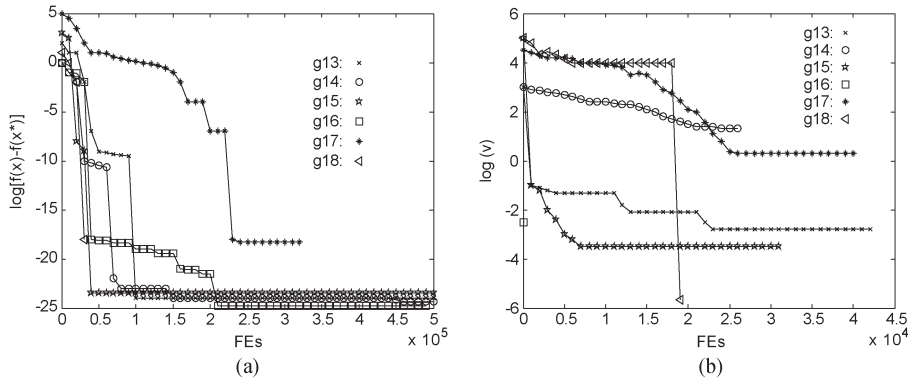 (a)
log[f(x)-f(x*)]
5
0
-5
-10
-15
-20
-25
g13:
g14:
g15:
g16:
g17:
g18:
0 .5 1 1.5 2 2.5 3 3.5 4 4.5 5
FEs
x 10^5
(a)
(b)
log (v)
6
4
2
0
-2
-4
-6
g13:
g14:
g15:
g16:
g17:
g18:
0 0.5 1 1.5 2 2.5 3 3.5 4 4.5
FEs
x 10^4
(b)